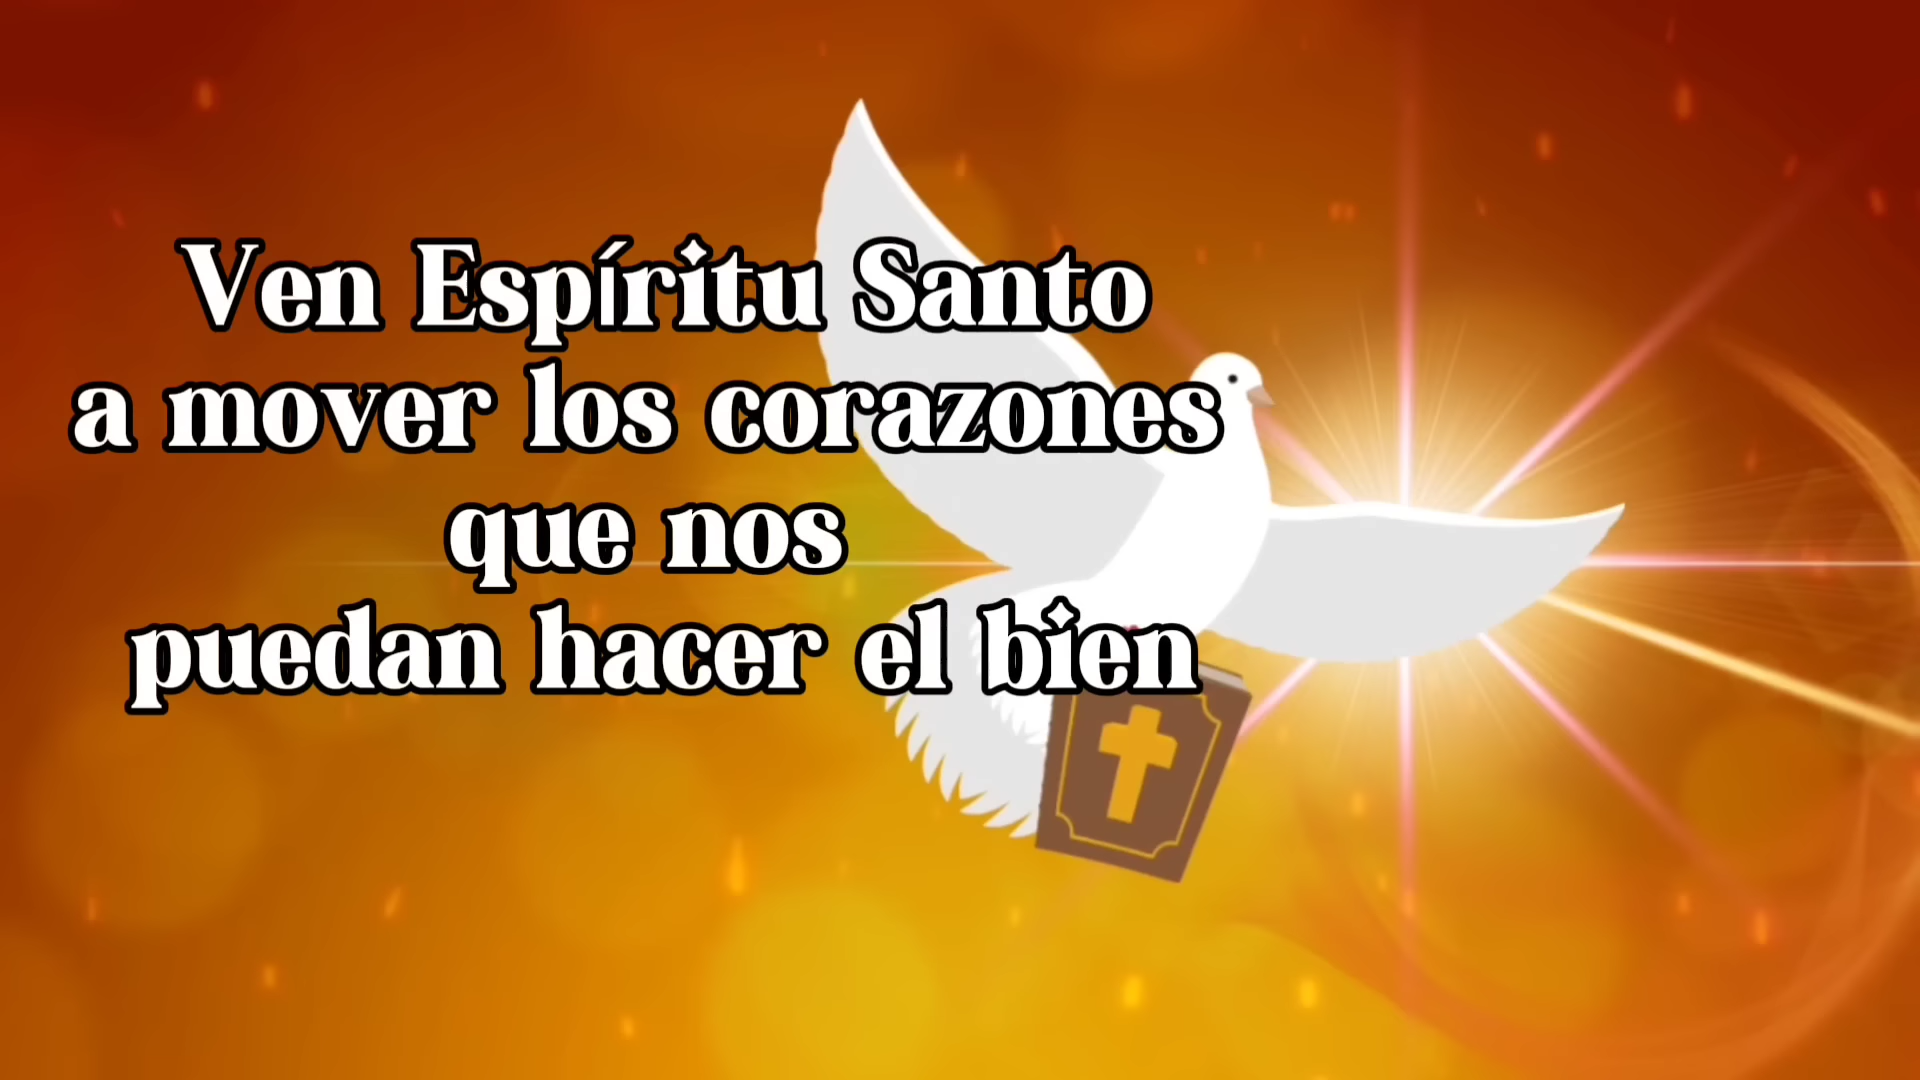 Ven Espíritu Santo
a mover los corazones
que nos
puedan hacer el bien